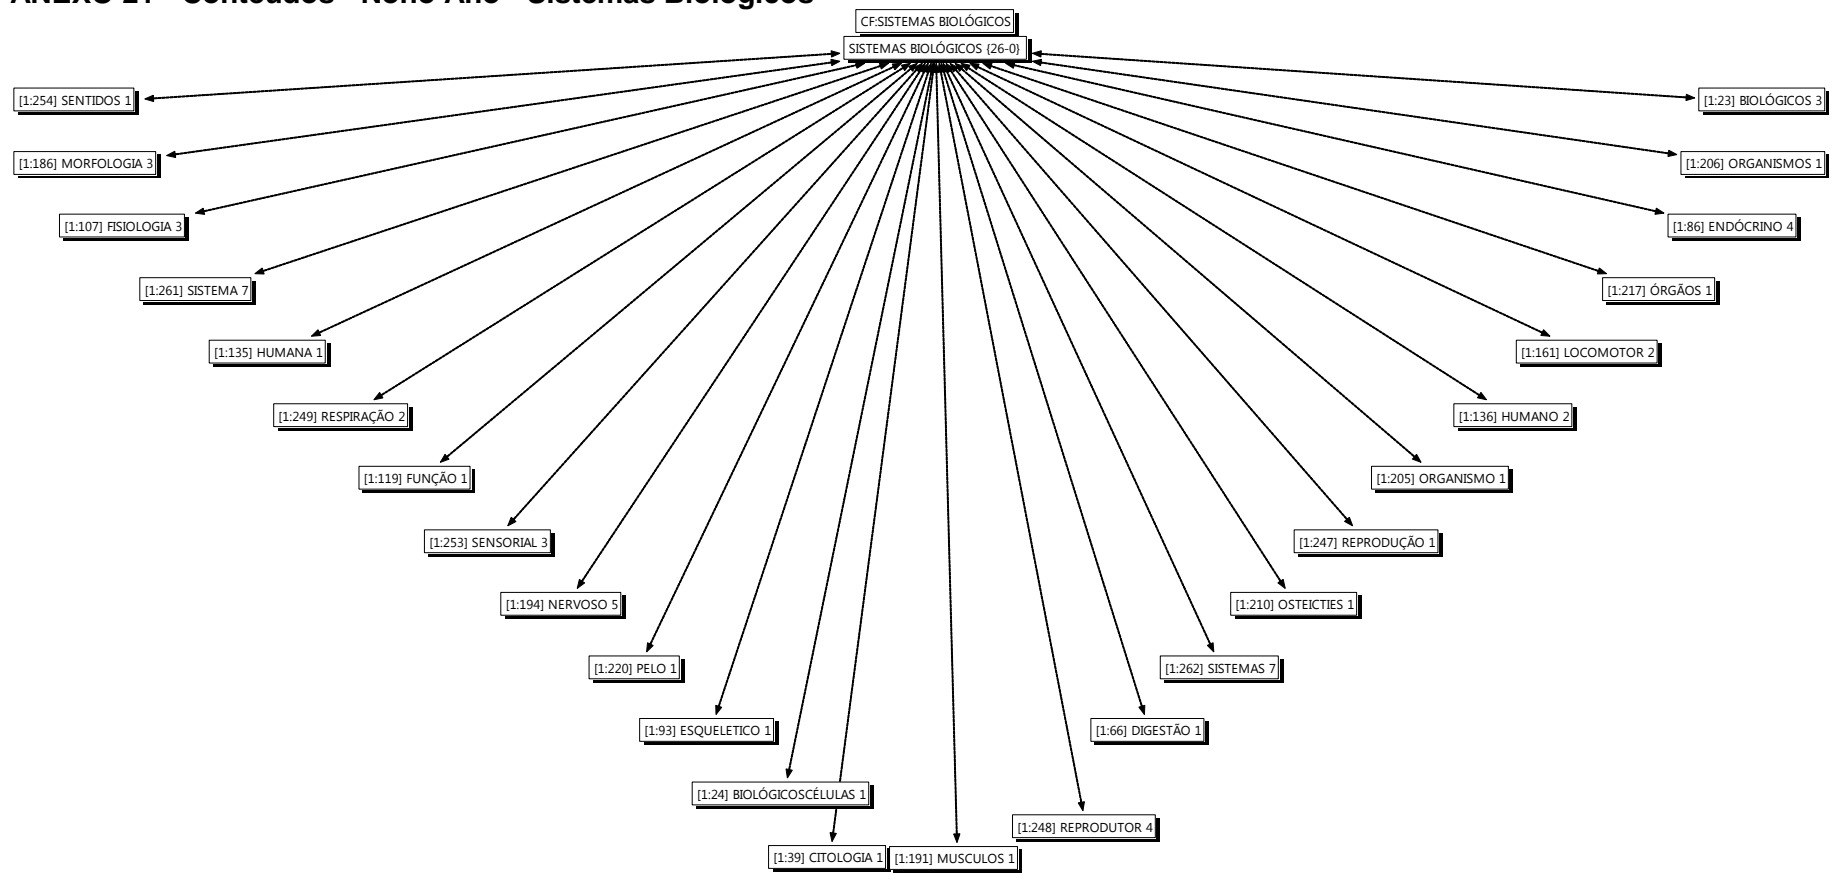 ANEXO 21 - Conteúdos - Nono Ano - Sistemas Biológicos
CF:SISTEMAS BIOLÓGICOS
SISTEMAS BIOLÓGICOS {26-0}
[1:254] SENTIDOS 1
[1:23] BIOLÓGICOS 3
[1:186] MORFOLOGIA 3
[1:206] ORGANISMOS 1
[1:107] FISIOLOGIA 3
[1:86] ENDÓCRINO 4
[1:261] SISTEMA 7
[1:217] ÓRGÃOS 1
[1:135] HUMANA 1
[1:161] LOCOMOTOR 2
[1:249] RESPIRAÇÃO 2
[1:136] HUMANO 2
[1:119] FUNÇÃO 1
[1:205] ORGANISMO 1
[1:253] SENSORIAL 3
[1:247] REPRODUÇÃO 1
[1:194] NERVOSO 5
[1:210] OSTEICTIES 1
[1:220] PELO 1
[1:262] SISTEMAS 7
[1:93] ESQUELETICO 1
[1:66] DIGESTÃO 1
[1:24] BIOLÓGICOSCÉLULAS 1
[1:248] REPRODUTOR 4
[1:39] CITOLOGIA 1
[1:191] MUSCULOS 1